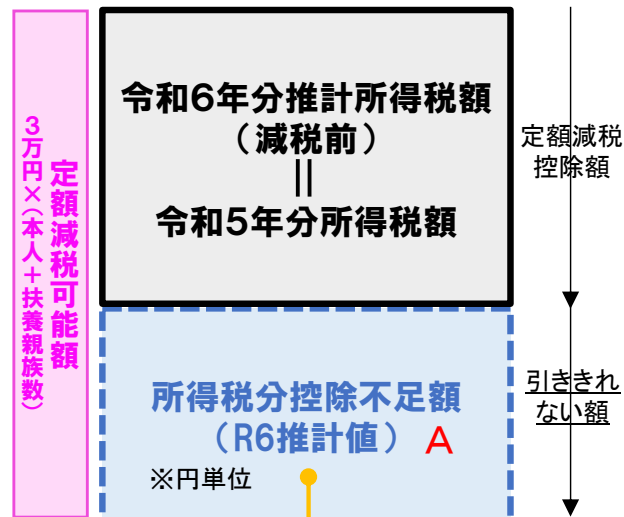 定額減税可能額
3万円×(本人＋扶養親族数)
令和6年分推計所得税額
(減税前)
||
令和5年分所得税額
定額減税
控除額
所得税分控除不足額
(R6推計値) A
※円単位
引ききれ
ない額